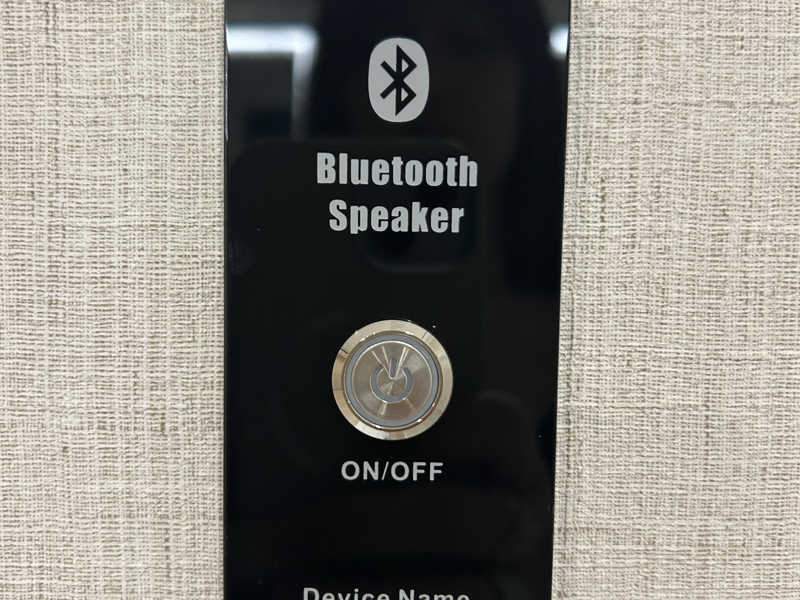 Bluetooth
Speaker
ON/OFF
Device Name